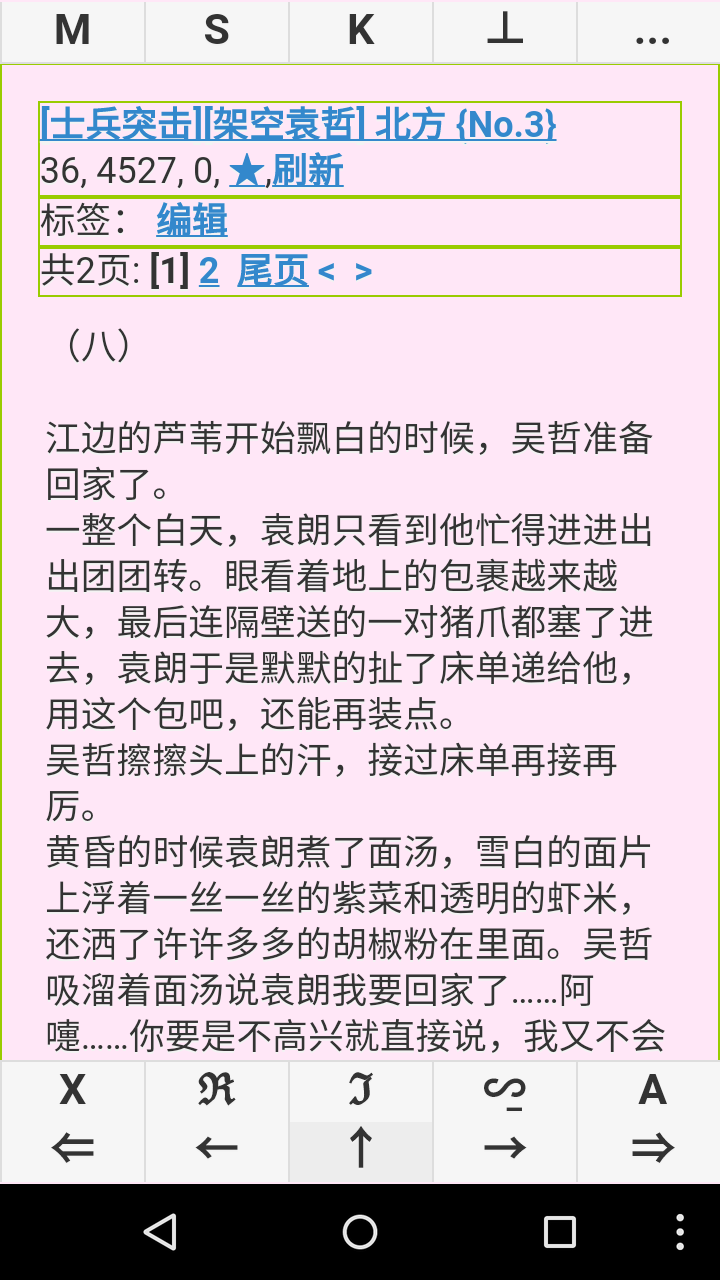 M S K ⊥ ...
[士兵突击][架空袁哲] 北方 {No.3}
36, 4527, 0, ★,刷新
标签： 编辑
共2页: [1] 2 尾页 < >
（八）
江边的芦苇开始飘白的时候，吴哲准备
回家了。
一整个白天，袁朗只看到他忙得进进出
出团团转。眼看着地上的包裹越来越
大，最后连隔壁送的一对猪爪都塞了进
去，袁朗于是默默的扯了床单递给他，
用这个包吧，还能再装点。
吴哲擦擦头上的汗，接过床单再接再
厉。
黄昏的时候袁朗煮了面汤，雪白的面片
上浮着一丝一丝的紫菜和透明的虾米，
还洒了许许多多的胡椒粉在里面。吴哲
吸溜着面汤说袁朗我要回家了……阿
嚏……你要是不高兴就直接说，我又不会
X ℜ ℑ ∽ A
⇐ ← ↑ → ⇒